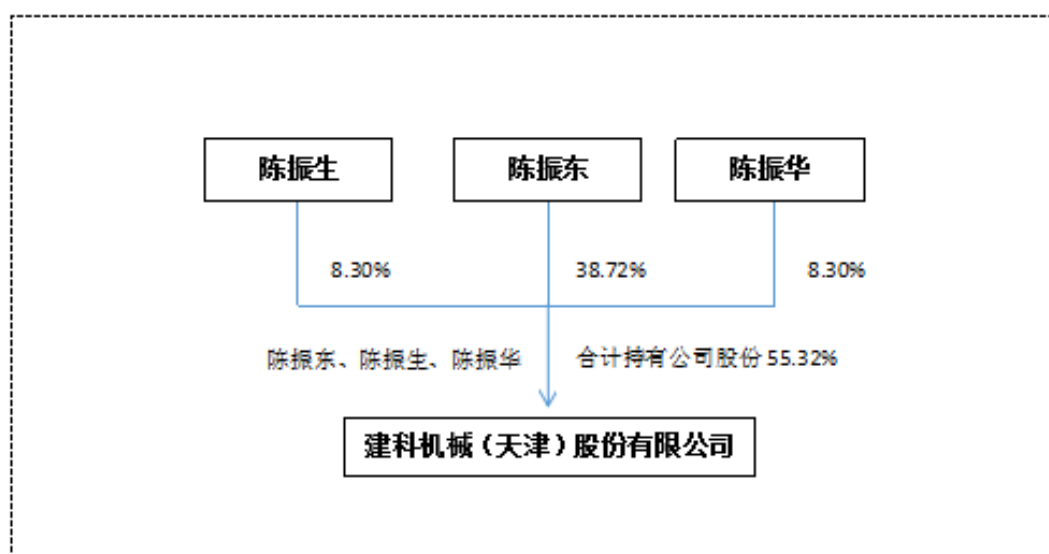 陈振生
陈振东
陈振华
8.30%
38.72%
8.30%
陈振东、陈振生、陈振华
合计持有公司股份 55.32%
建科机械（天津）股份有限公司